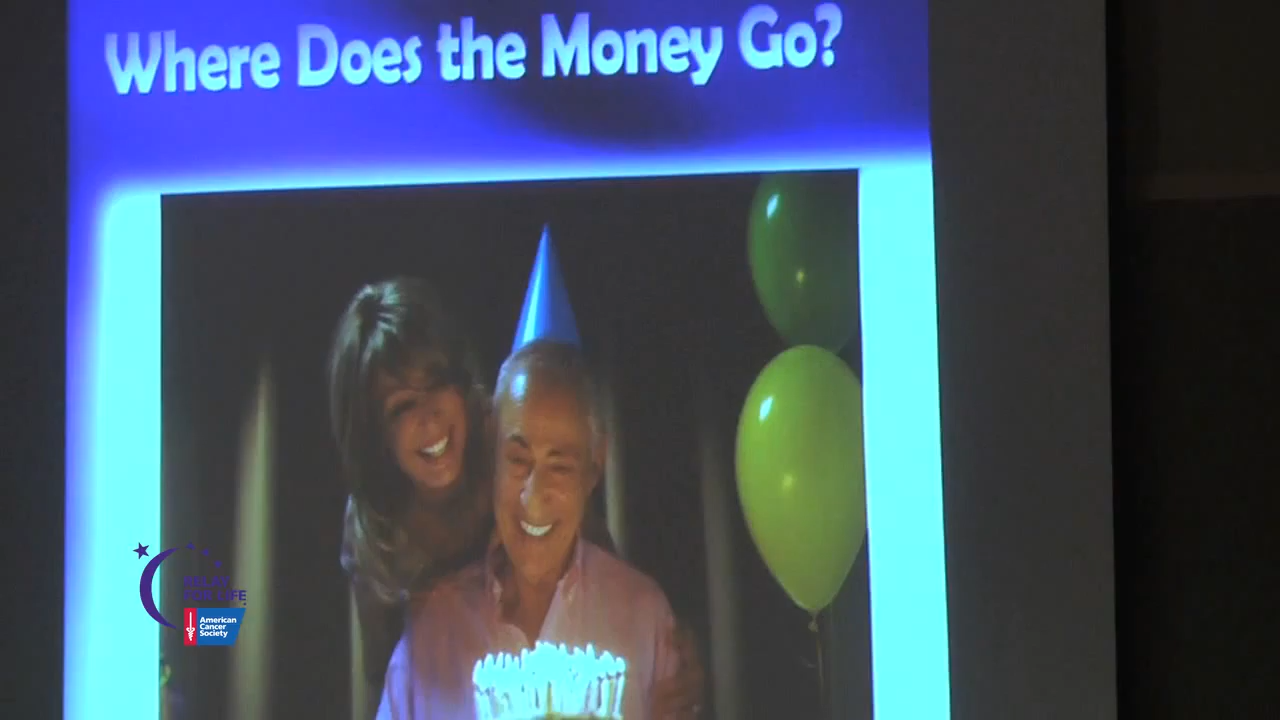 Where Does the Money Go?
RELAY
FOR LIFE
American
Cancer
Society